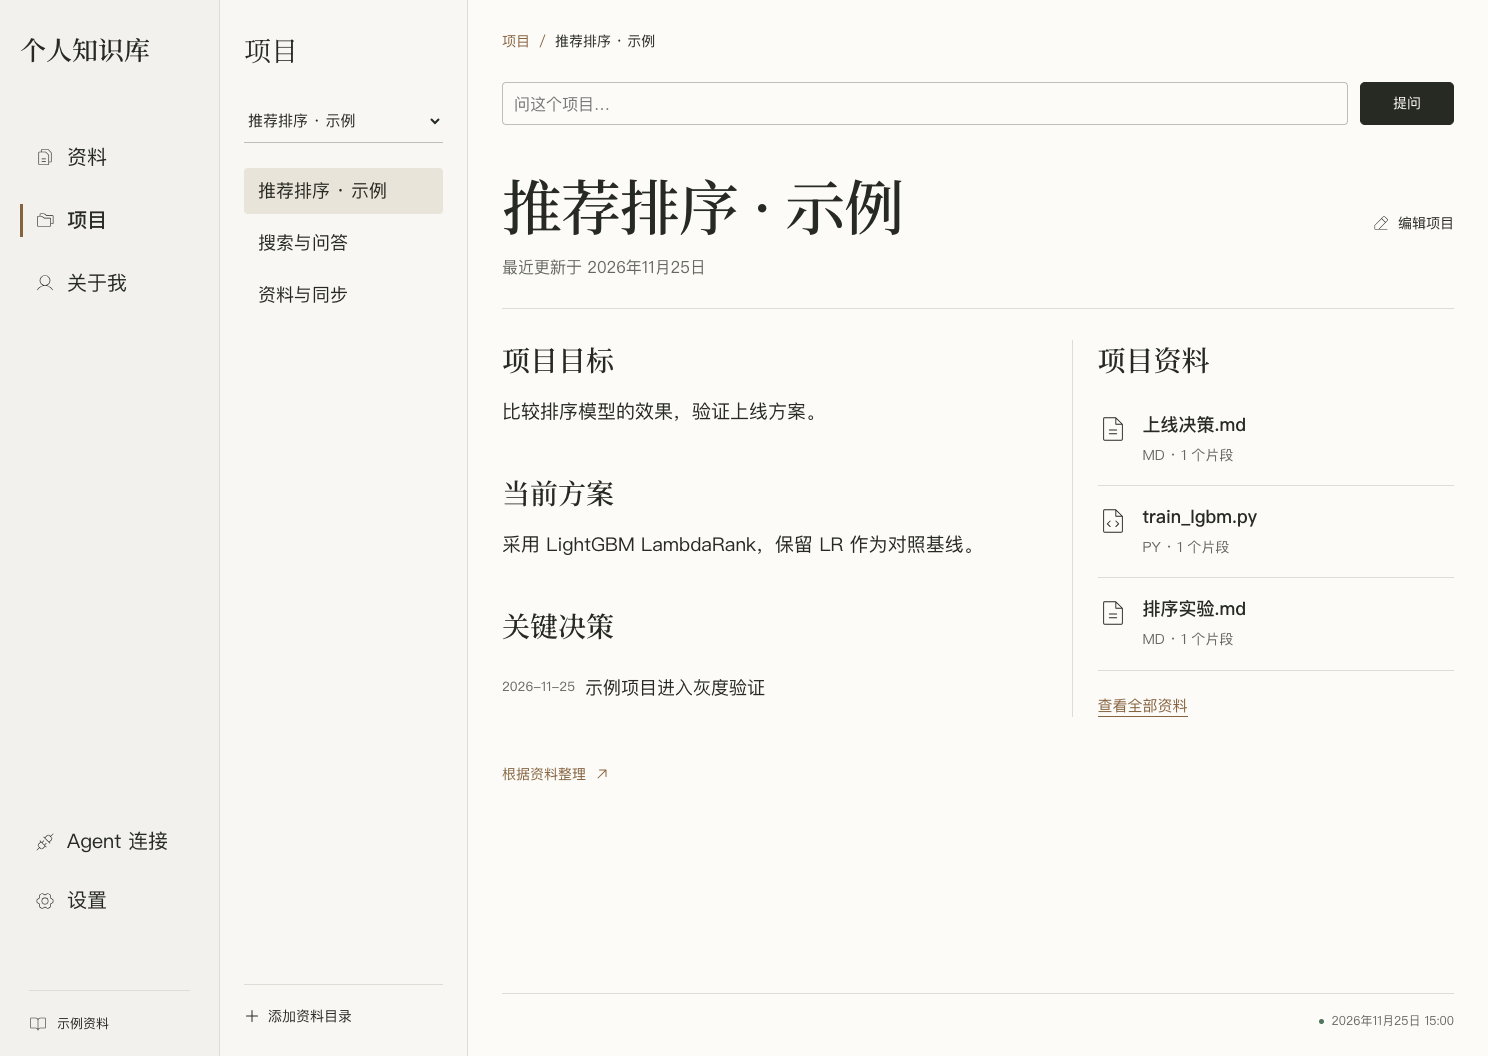 个人知识库
资料
项目
关于我
Agent 连接
设置
示例资料
项目
推荐排序 · 示例
推荐排序 · 示例
搜索与问答
资料与同步
添加资料目录
项目 / 推荐排序 · 示例
问这个项目...
提问
推荐排序 · 示例
编辑项目
最近更新于 2026年11月25日
项目目标
比较排序模型的效果，验证上线方案。
当前方案
采用 LightGBM LambdaRank，保留 LR 作为对照基线。
关键决策
2026-11-25 示例项目进入灰度验证
根据资料整理
项目资料
上线决策.md
MD · 1 个片段
train_lgbm.py
PY · 1 个片段
排序实验.md
MD · 1 个片段
查看全部资料
2026年11月25日 15:00